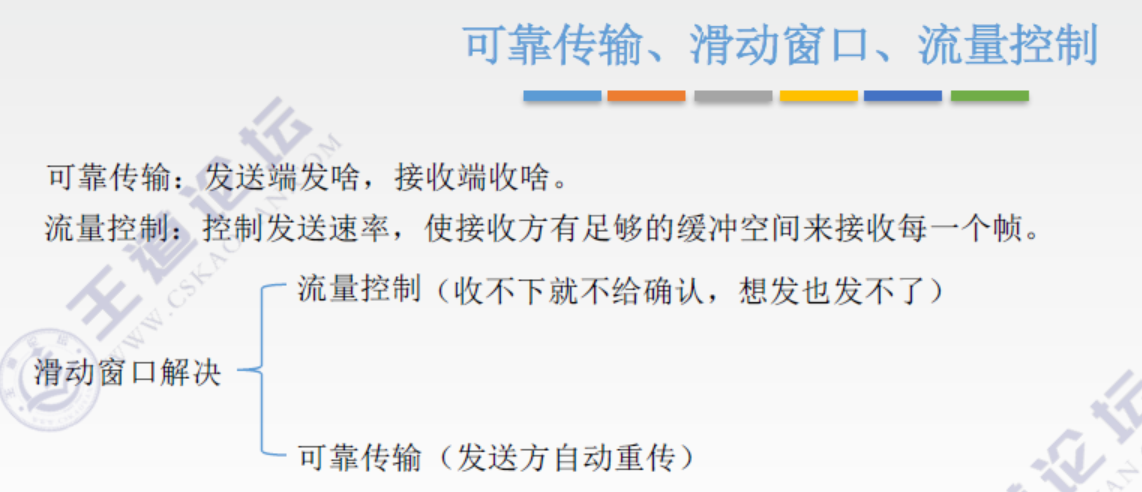 可靠传输、滑动窗口、流量控制
可靠传输：发送端发啥，接收端收啥。
流量控制：控制发送速率，使接收方有足够的缓冲空间来接收每一个帧。
流量控制（收不下就不给确认，想发也发不了）
滑动窗口解决
可靠传输（发送方自动重传）
王道论坛
WWW.CSKAOYAN.COM